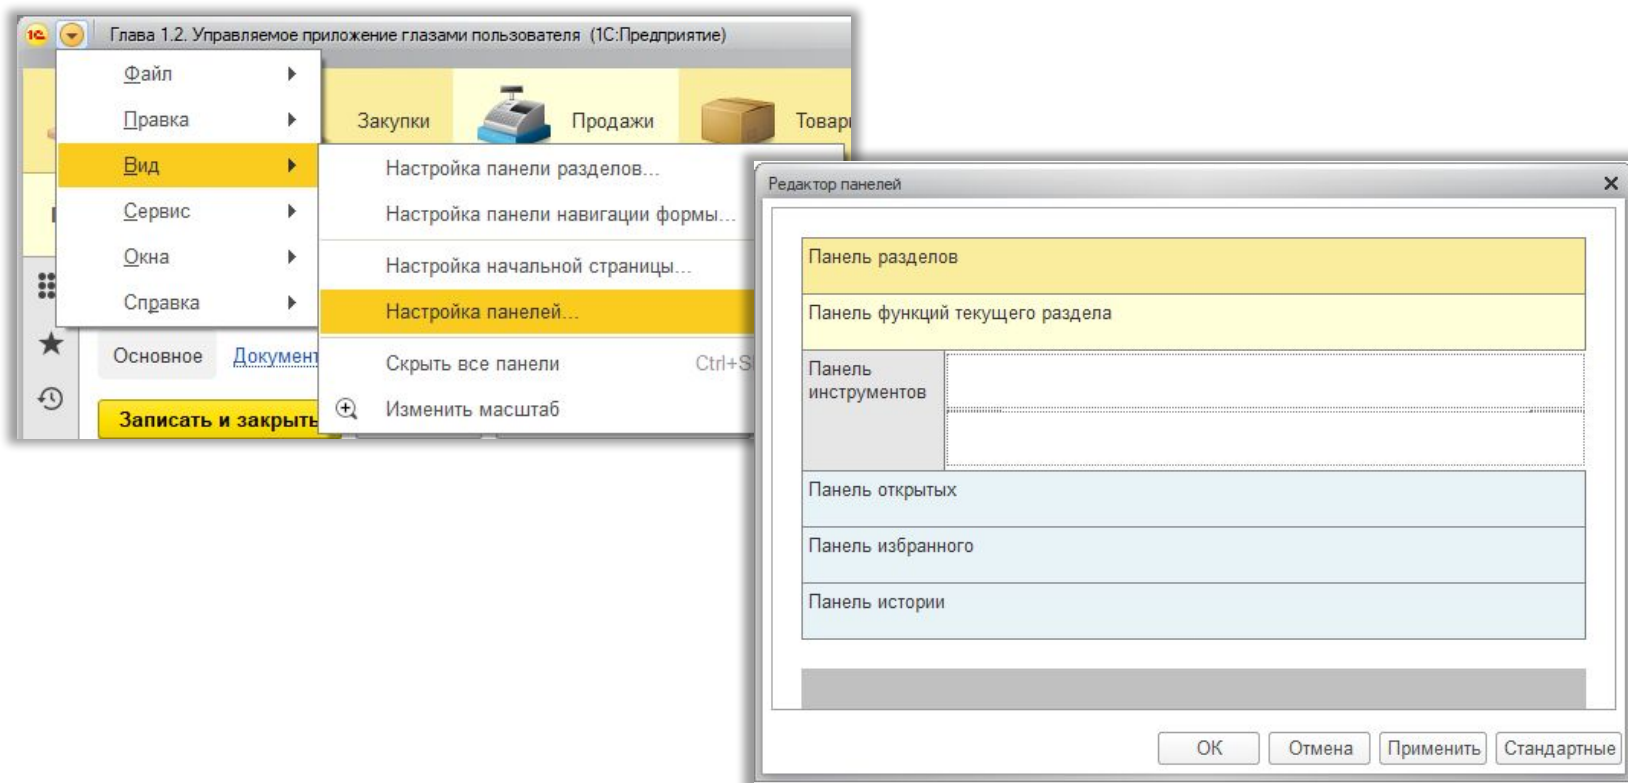 1С Глава 1.2. Управляемое приложение глазами пользователя (1С:Предприятие)
Файл
Правка
Вид
Сервис
Окна
Справка
Закупки
Продажи
Настройка панели разделов...
Настройка панели навигации формы...
Настройка начальной страницы...
Настройка панелей...
Скрыть все панели
Изменить масштаб
Основное
Записать и закрыть
Редактор панелей
Панель разделов
Панель функций текущего раздела
Панель
инструментов
Панель открытых
Панель избранного
Панель истории
ОК Отмена Применить Стандартные